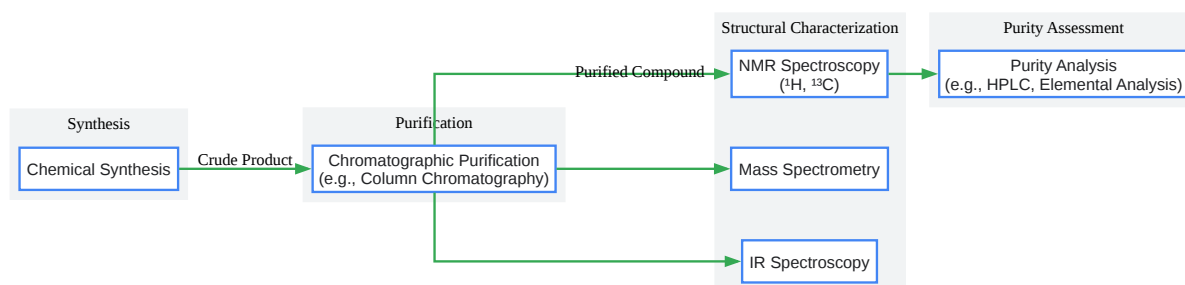 Synthesis
Chemical Synthesis
Crude Product
Purification
Chromatographic Purification
(e.g., Column Chromatography)
Purified Compound
Structural Characterization
NMR Spectroscopy
(¹H, ¹³C)
Mass Spectrometry
IR Spectroscopy
Purity Assessment
Purity Analysis
(e.g., HPLC, Elemental Analysis)